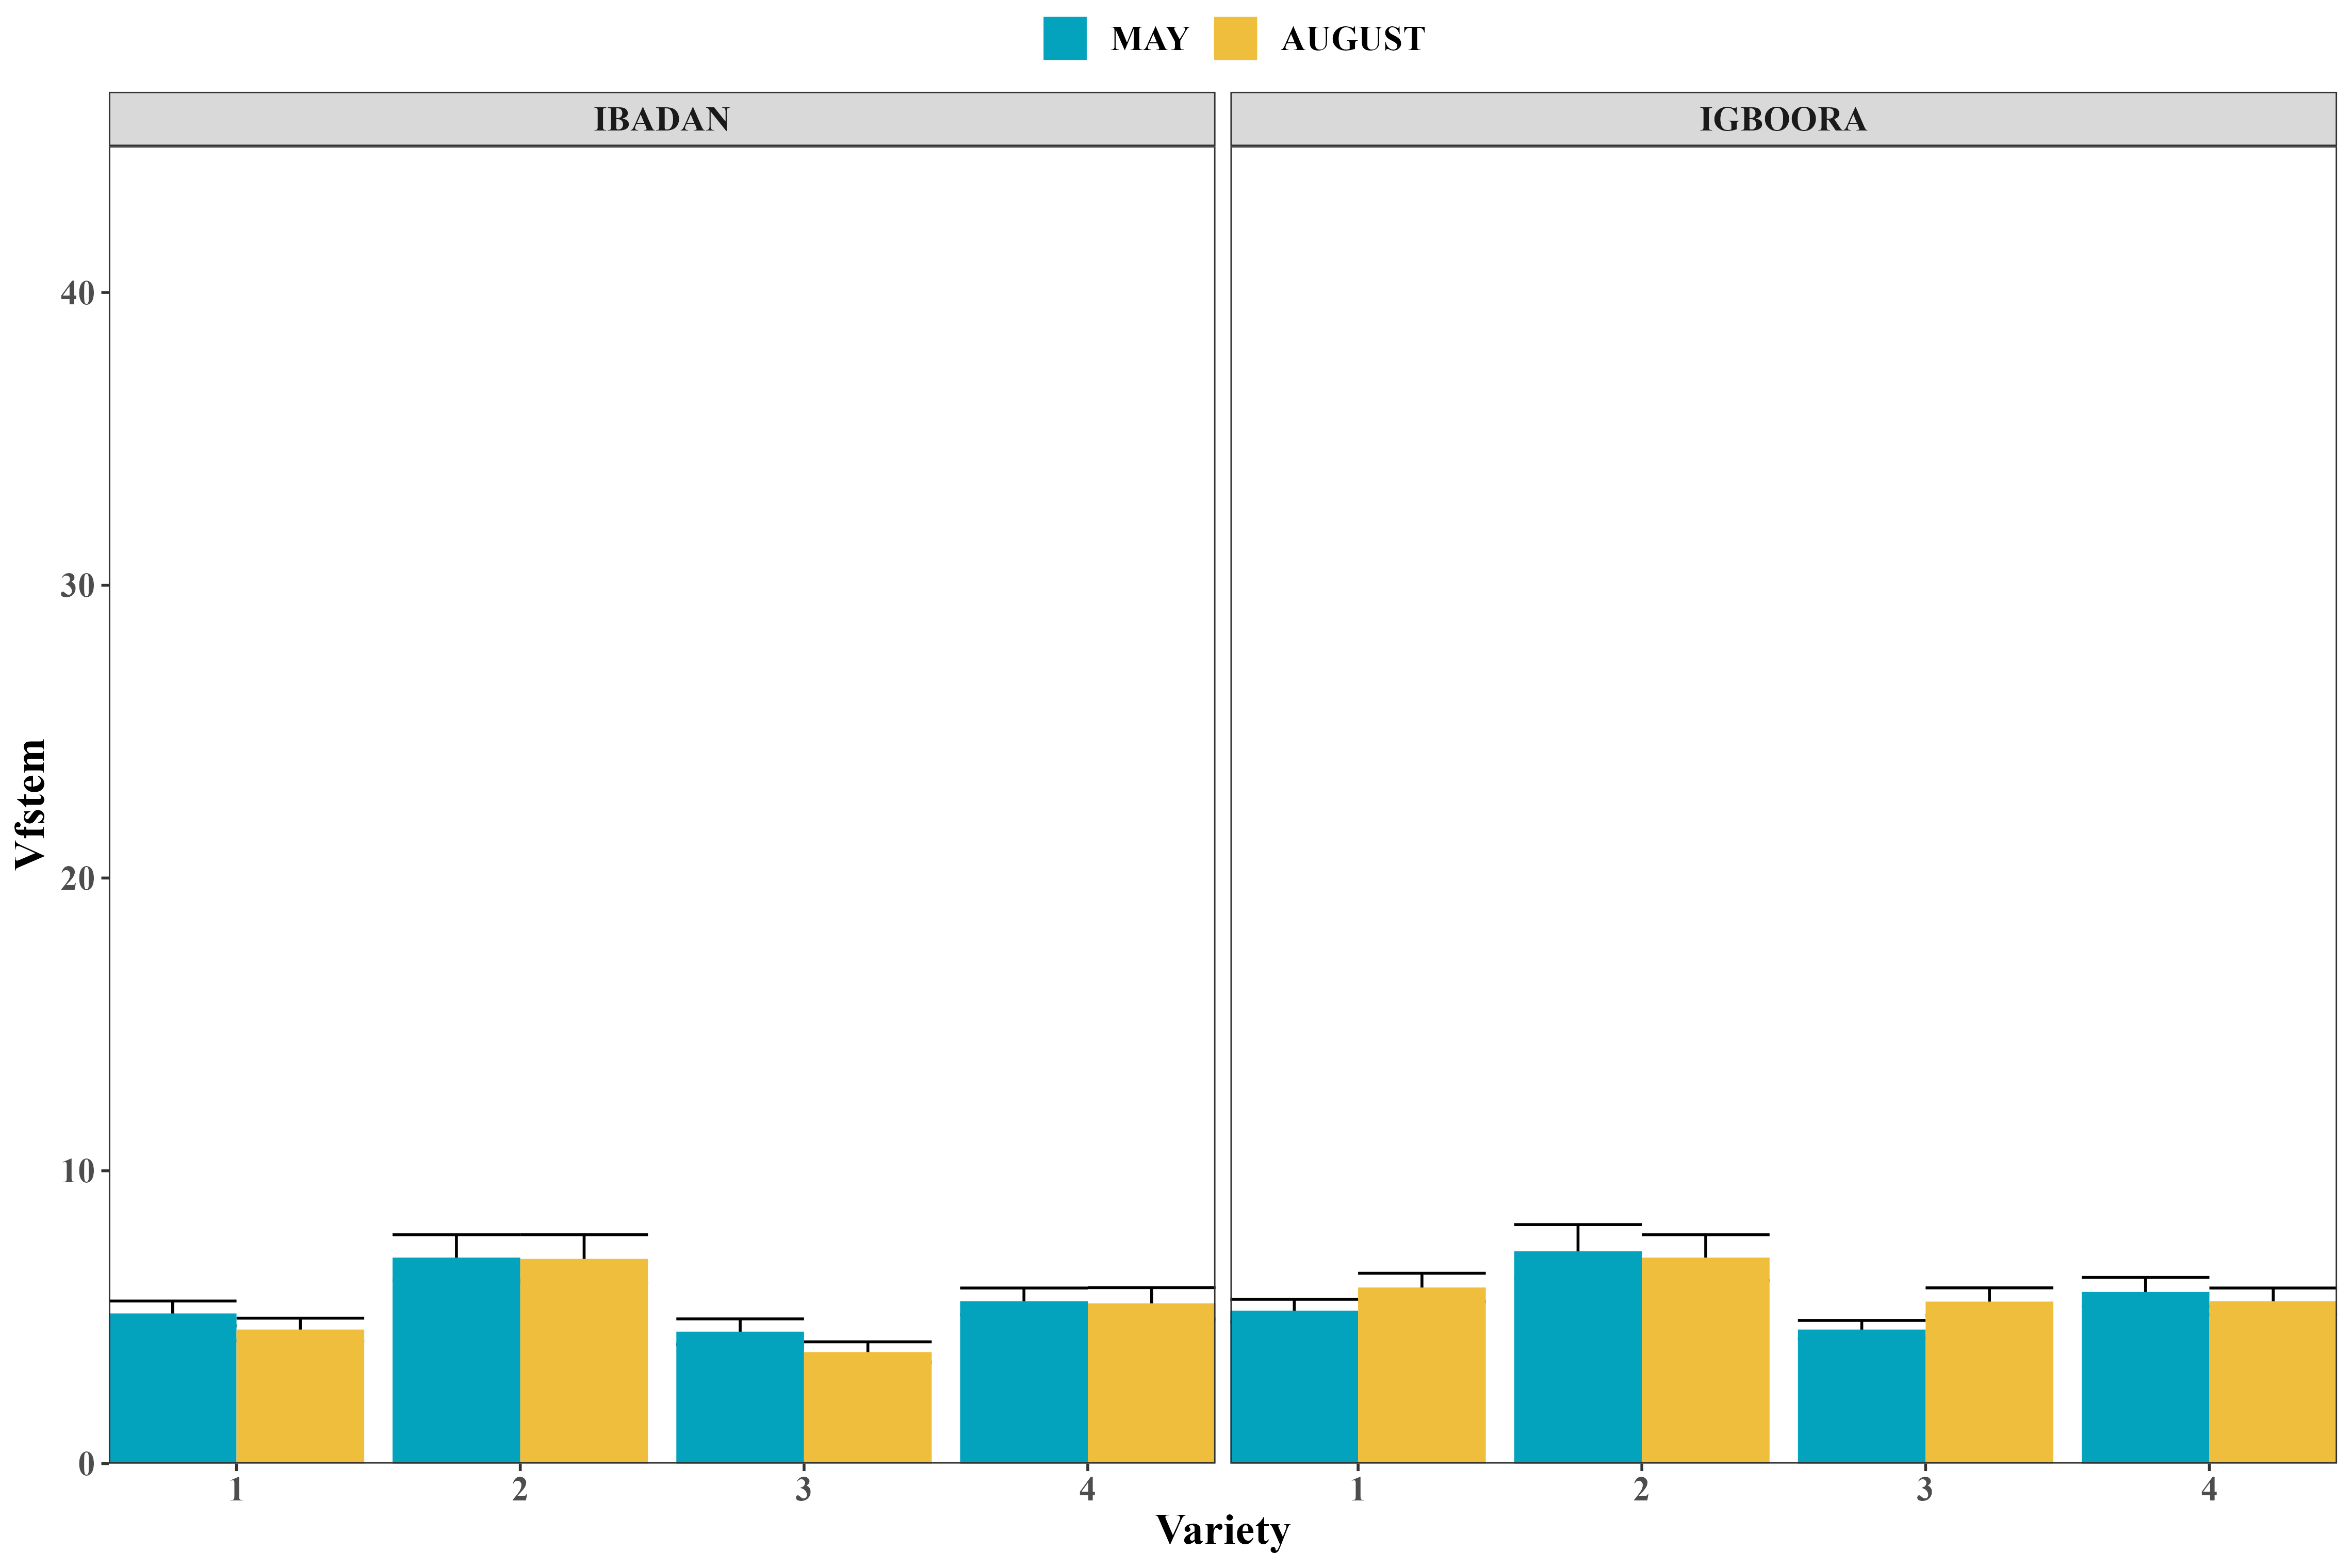 MAY AUGUST
IBADAN IGBOORA
40
30
20
10
0
Vfstem
1 2 3 4 1 2 3 4
Variety